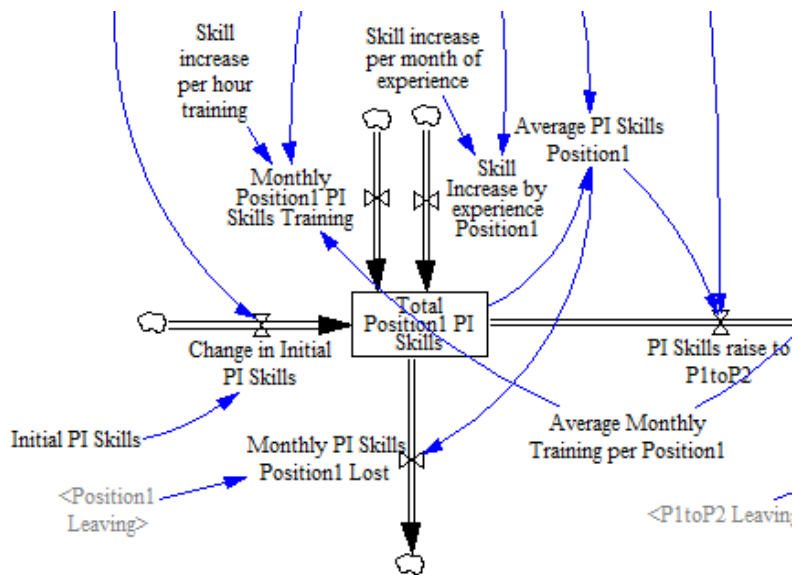 Skill
increase
per hour
training
Skill increase
per month of
experience
Average PI Skills
Position1
Monthly
Position1 PI
Skills Training
Skill
Increase by
experience
Position1
Total
Position1 PI
Skills
Change in Initial
PI Skills
PI Skills raise to
P1toP2
Initial PI Skills
Monthly PI Skills
Position1 Lost
Average Monthly
Training per Position1
<Position1
Leaving>
<P1toP2 Leaving